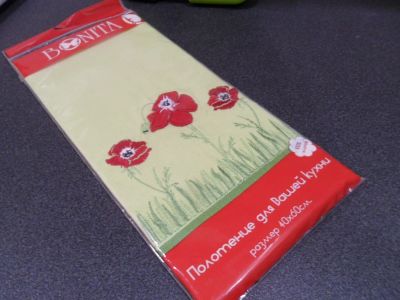 BONITA
Полотенце для Вашей кухни
размер 40х60см.